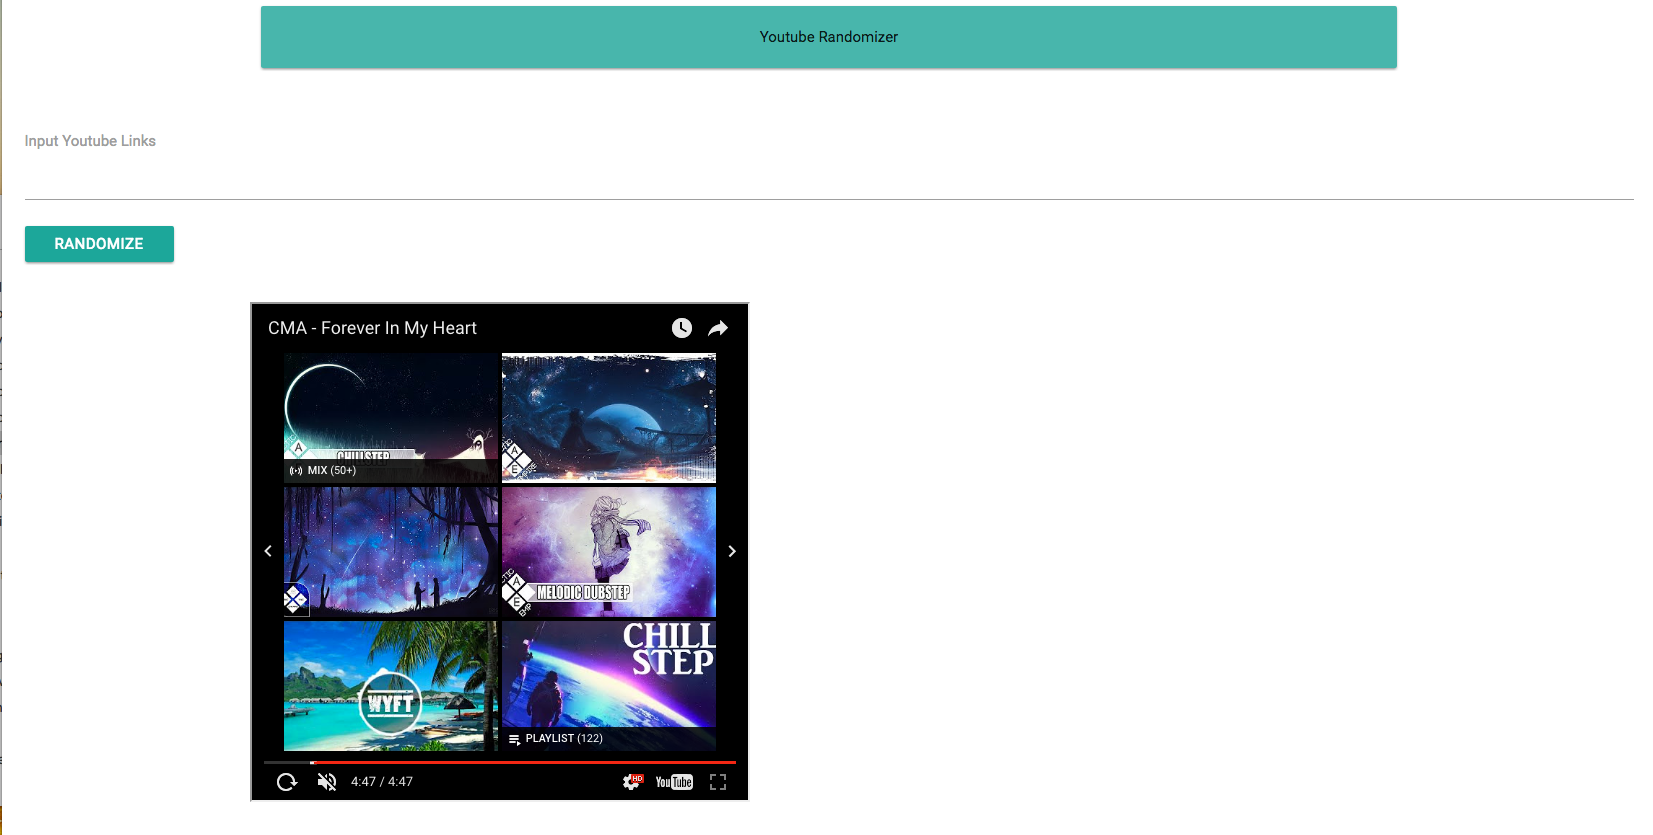 Youtube Randomizer
Input Youtube Links
RANDOMIZE
CMA - Forever In My Heart
A
CHILLSTEP
MIX (50+)
A
E
A
E
EMP
MELODIC DUBSTEP
WYFT
CHILL
STEP
PLAYLIST (122)
4:47 / 4:47
HD
YouTube